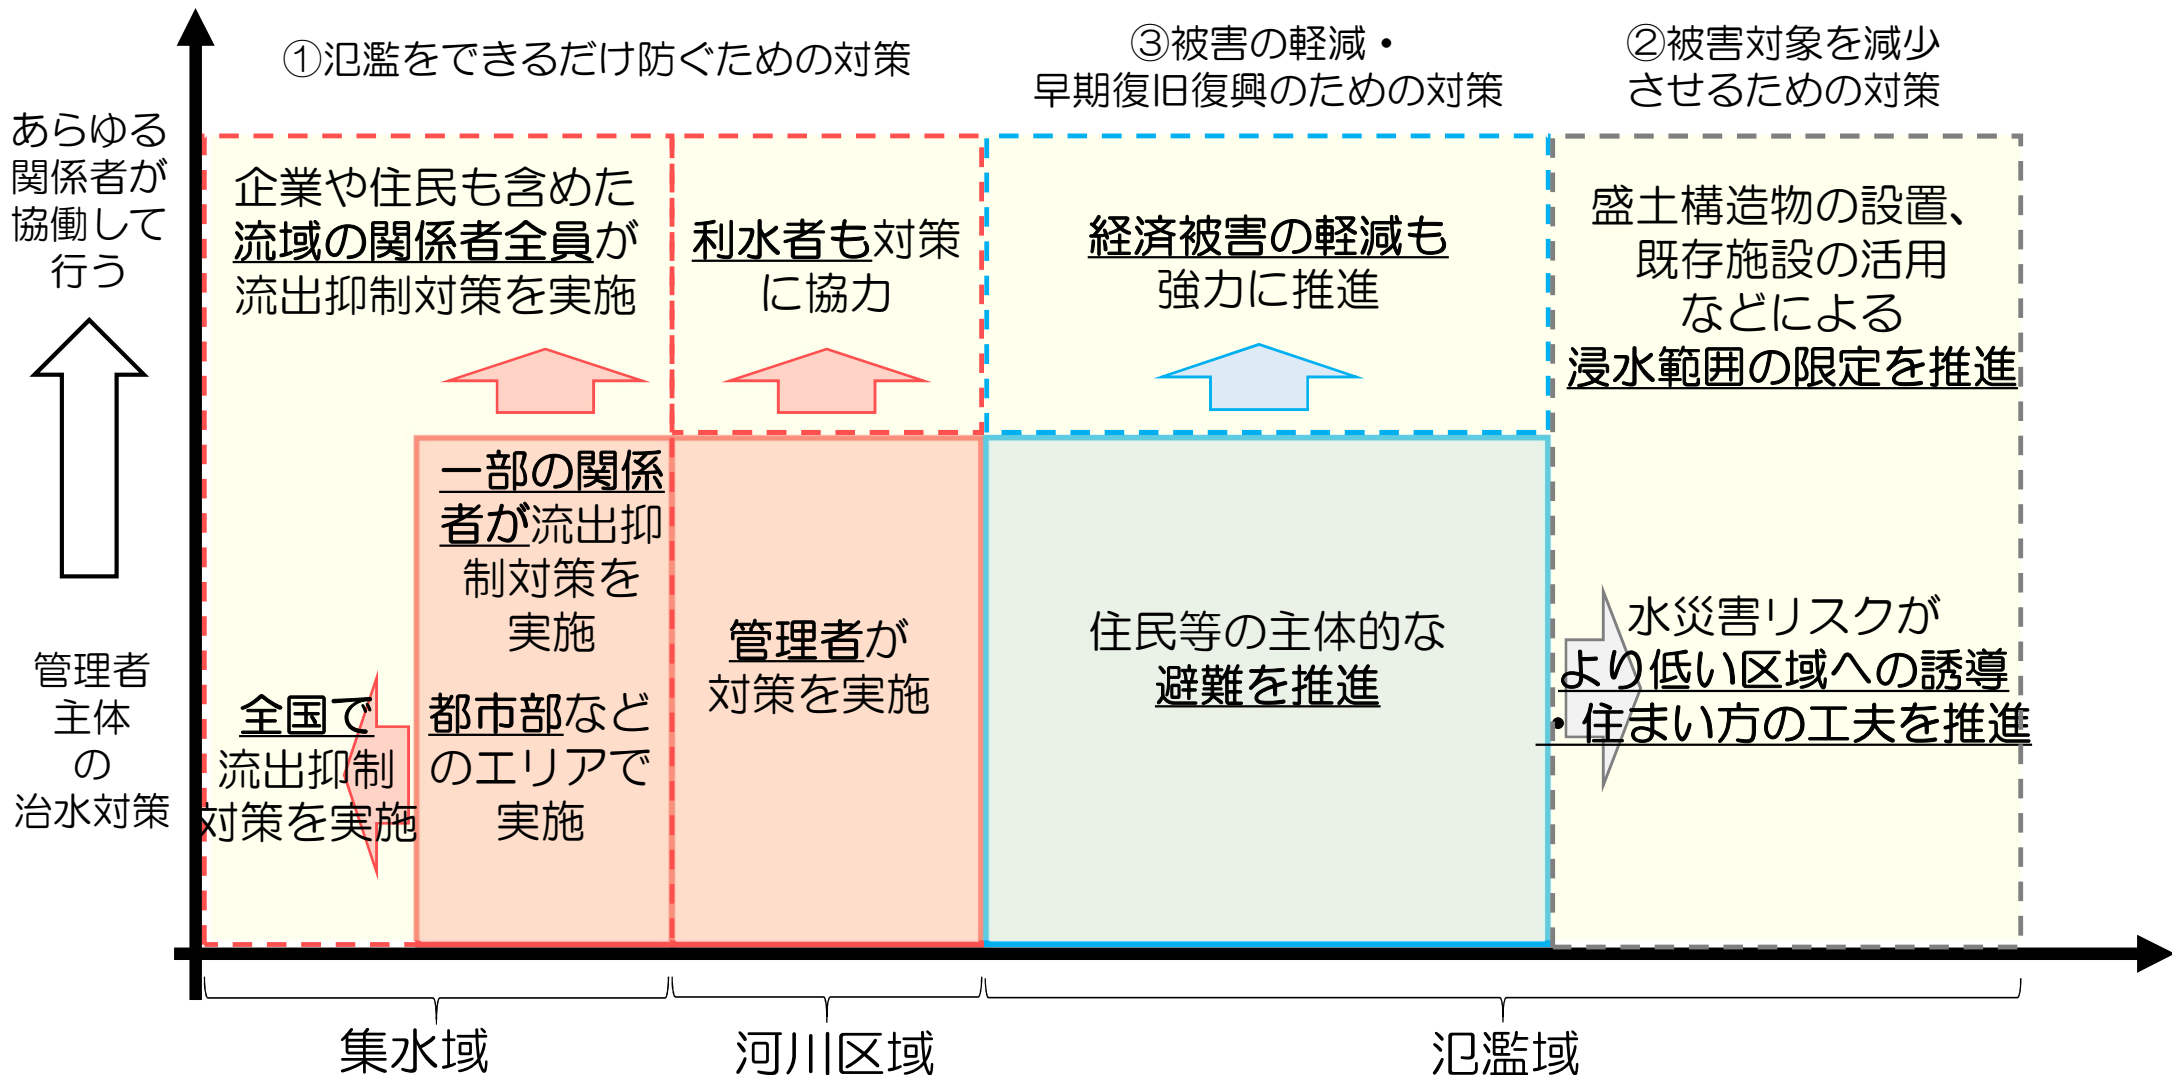 ①氾濫をできるだけ防ぐための対策
③被害の軽減・
早期復旧復興のための対策
②被害対象を減少
させるための対策
あらゆる
関係者が
協働して
行う
管理者
主体
の
治水対策
企業や住民も含めた
流域の関係者全員が
流出抑制対策を実施
利水者も対策
に協力
経済被害の軽減も
強力に推進
盛土構造物の設置、
既存施設の活用
などによる
浸水範囲の限定を推進
一部の関係
者が流出抑
制対策を
実施
都市部など
のエリアで
実施
全国で
流出抑制
対策を実施
管理者が
対策を実施
住民等の主体的な
避難を推進
水災害リスクが
より低い区域への誘導
・住まい方の工夫を推進
集水域
河川区域
氾濫域